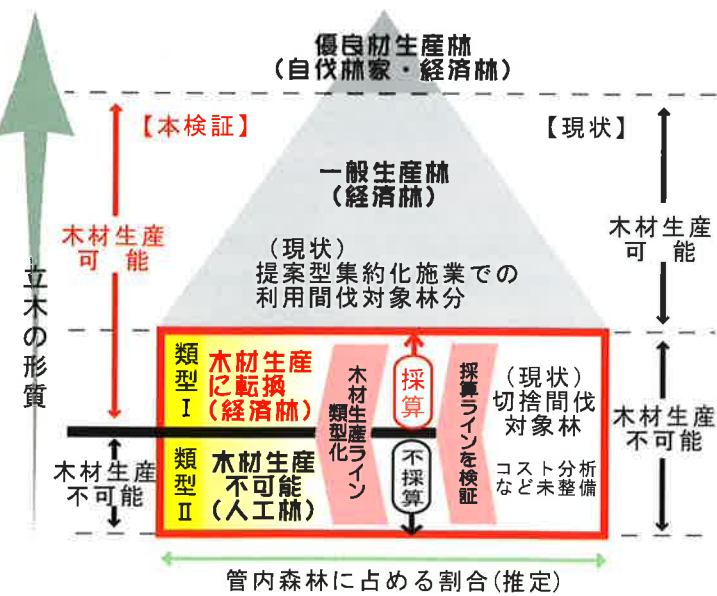 優良材生産林
(自伐林家・経済林)
【本検証】
【現状】
一般生産林
(経済林)
木材生産
可　能
木材生産
可　能
(現状)
提案型集約化施業での
利用間伐対象林分
立木の形質
類型Ⅰ
木材生産
に転換
(経済林)
木材生産ライン
類型化
採算
採算ラインを検証
(現状)
切捨間伐
対象林
木材生産
不可能
木材生産
不可能
類型Ⅱ
木材生産
不可能
(人工林)
不採算
コスト分析
など未整備
管内森林に占める割合(推定)